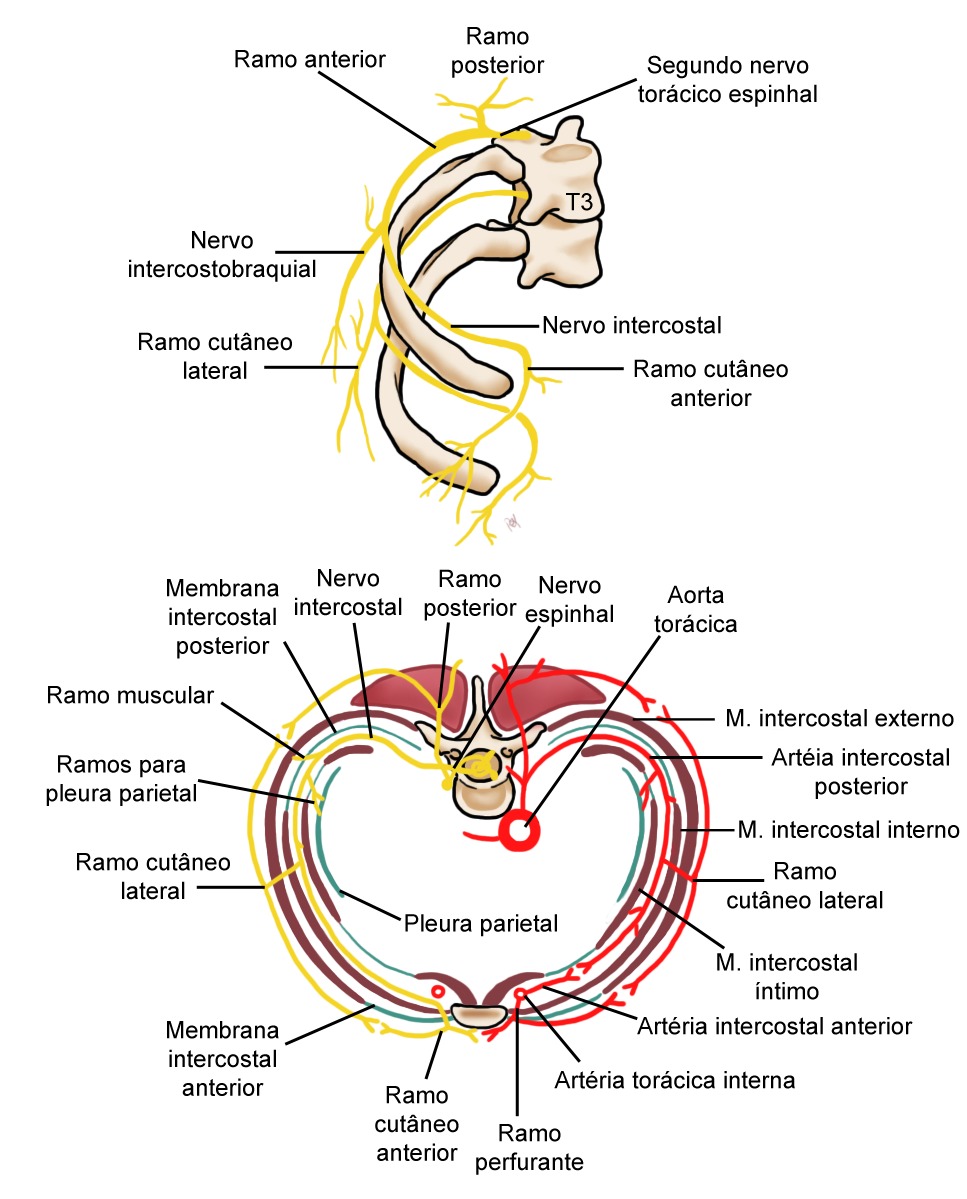 Ramo
posterior
Ramo anterior
Segundo nervo
torácico espinhal
T3
Nervo
intercostobraquial
Nervo intercostal
Ramo cutâneo
lateral
Ramo cutâneo
anterior
Membrana
intercostal
posterior
Nervo
intercostal
Ramo
posterior
Nervo
espinhal
Aorta
torácica
Ramo muscular
M. intercostal externo
Ramos para
pleura parietal
Artéia intercostal
posterior
M. intercostal interno
Ramo cutâneo
lateral
Ramo
cutâneo lateral
Pleura parietal
M. intercostal
íntimo
Membrana
intercostal
anterior
Artéria intercostal anterior
Artéria torácica interna
Ramo
cutâneo
anterior
Ramo
perfurante